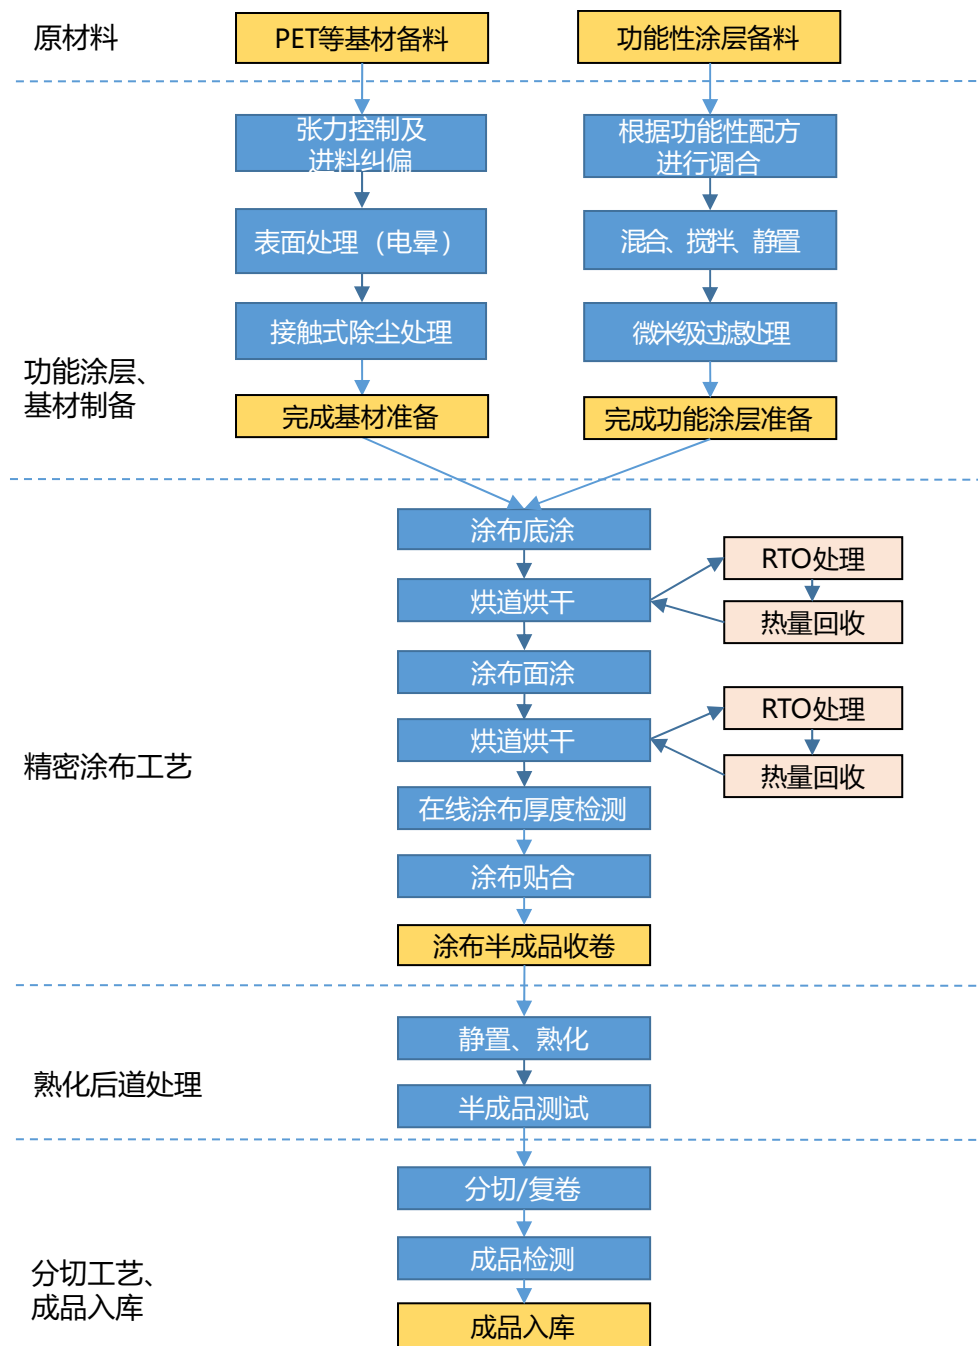 原材料
PET等基材备料
功能性涂层备料
张力控制及
进料纠偏
根据功能性配方
进行调合
表面处理（电晕）
混合、搅拌、静置
接触式除尘处理
微米级过滤处理
功能涂层、
基材制备
完成基材准备
完成功能涂层准备
涂布底涂
RTO处理
烘道烘干
热量回收
涂布面涂
RTO处理
烘道烘干
热量回收
精密涂布工艺
在线涂布厚度检测
涂布贴合
涂布半成品收卷
静置、熟化
熟化后道处理
半成品测试
分切/复卷
成品检测
分切工艺、
成品入库
成品入库